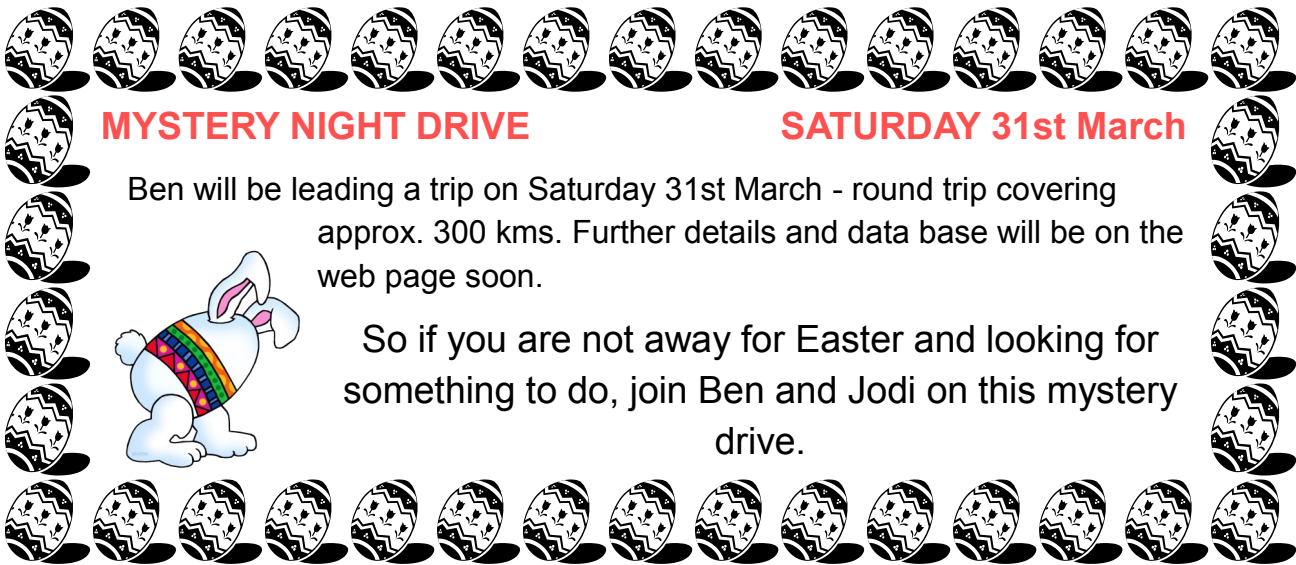 MYSTERY NIGHT DRIVE SATURDAY 31st March
Ben will be leading a trip on Saturday 31st March - round trip covering
approx. 300 kms. Further details and data base will be on the
web page soon.
So if you are not away for Easter and looking for
something to do, join Ben and Jodi on this mystery
drive.